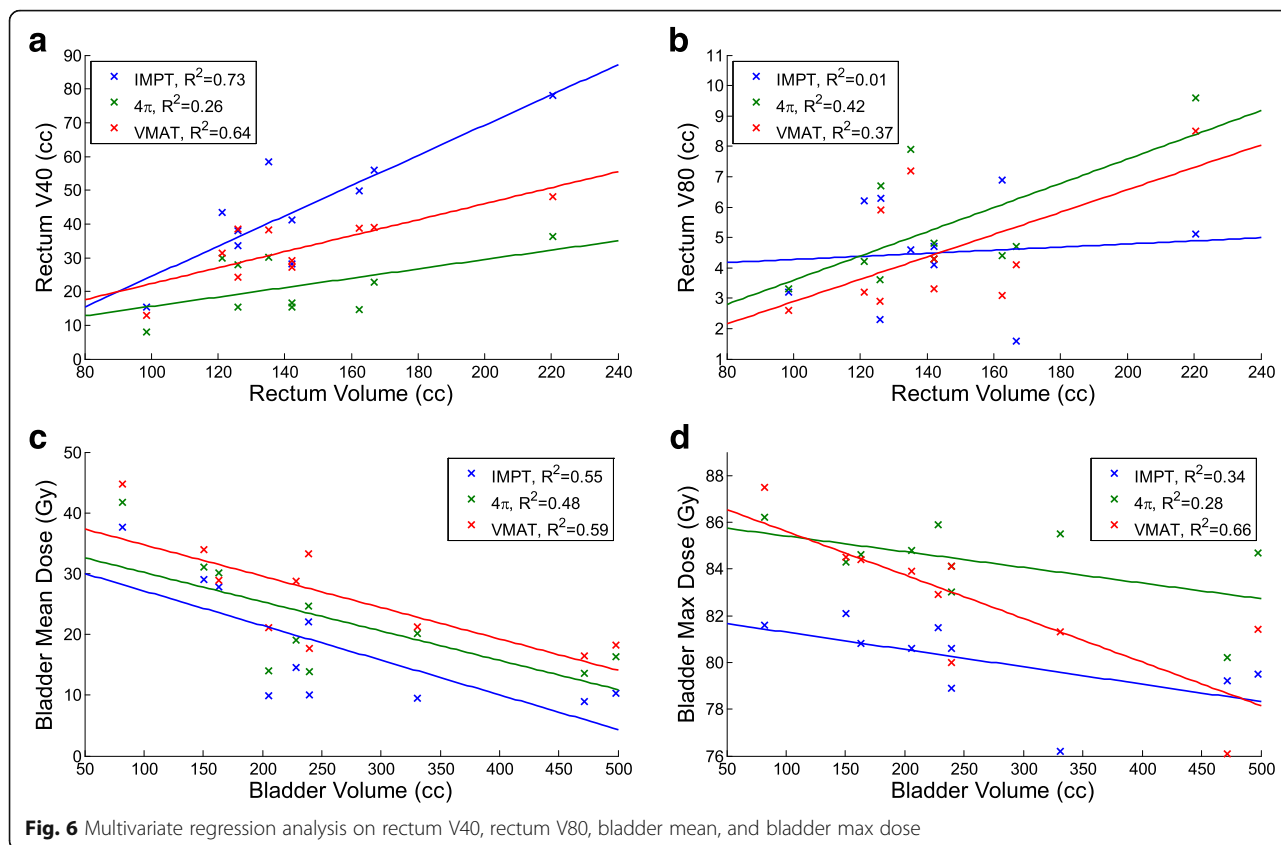 a
90
80
70
60
50
40
30
20
10
0
Rectum V40 (cc)
IMPT, R²=0.73
4π, R²=0.26
VMAT, R²=0.64
80 100 120 140 160 180 200 220 240
Rectum Volume (cc)
b
11
10
9
8
7
6
5
4
3
2
1
Rectum V80 (cc)
IMPT, R²=0.01
4π, R²=0.42
VMAT, R²=0.37
80 100 120 140 160 180 200 220 240
Rectum Volume (cc)
c
50
40
30
20
10
0
Bladder Mean Dose (Gy)
IMPT, R²=0.55
4π, R²=0.48
VMAT, R²=0.59
50 100 150 200 250 300 350 400 450 500
Bladder Volume (cc)
d
88
86
84
82
80
78
76
Bladder Max Dose (Gy)
IMPT, R²=0.34
4π, R²=0.28
VMAT, R²=0.66
50 100 150 200 250 300 350 400 450 500
Bladder Volume (cc)
Fig. 6 Multivariate regression analysis on rectum V40, rectum V80, bladder mean, and bladder max dose